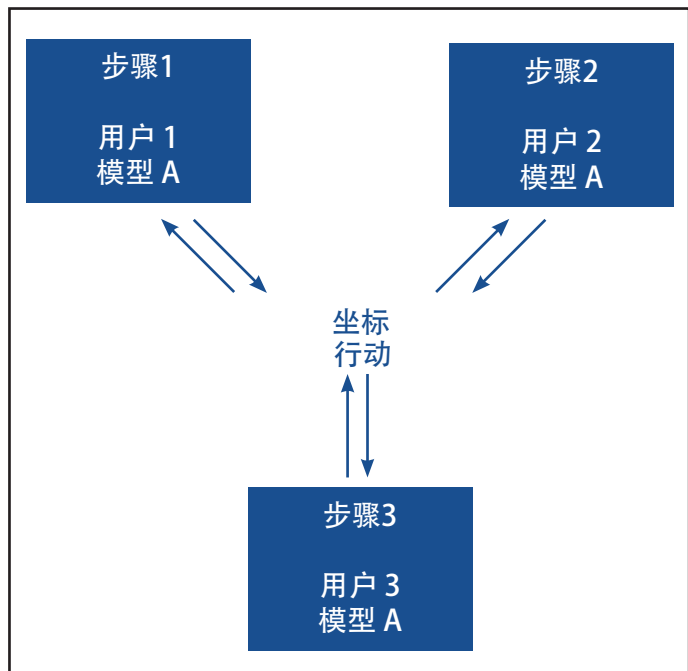 步骤1
用户 1
模型 A
步骤2
用户 2
模型 A
坐标
行动
步骤3
用户 3
模型 A